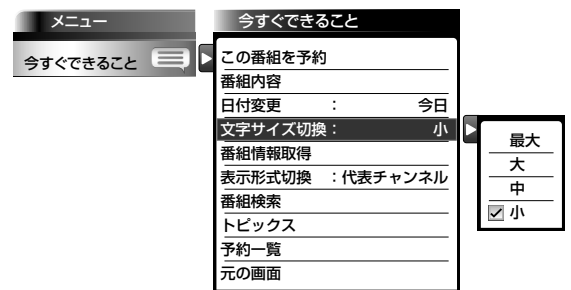 メニュー
今すぐできること
今すぐできること
この番組を予約
番組内容
日付変更 : 今日
文字サイズ切換 : 小
番組情報取得
表示形式切換 : 代表チャンネル
番組検索
トピックス
予約一覧
元の画面
最大
大
中
小